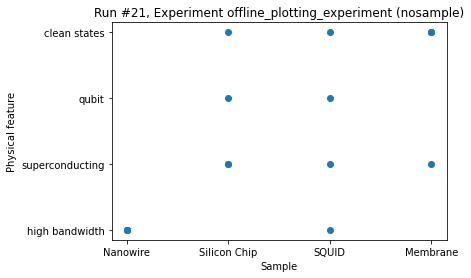 Run #21, Experiment offline_plotting_experiment (nosample)
clean states
qubit
superconducting
high bandwidth
Physical feature
Nanowire Silicon Chip SQUID Membrane
Sample